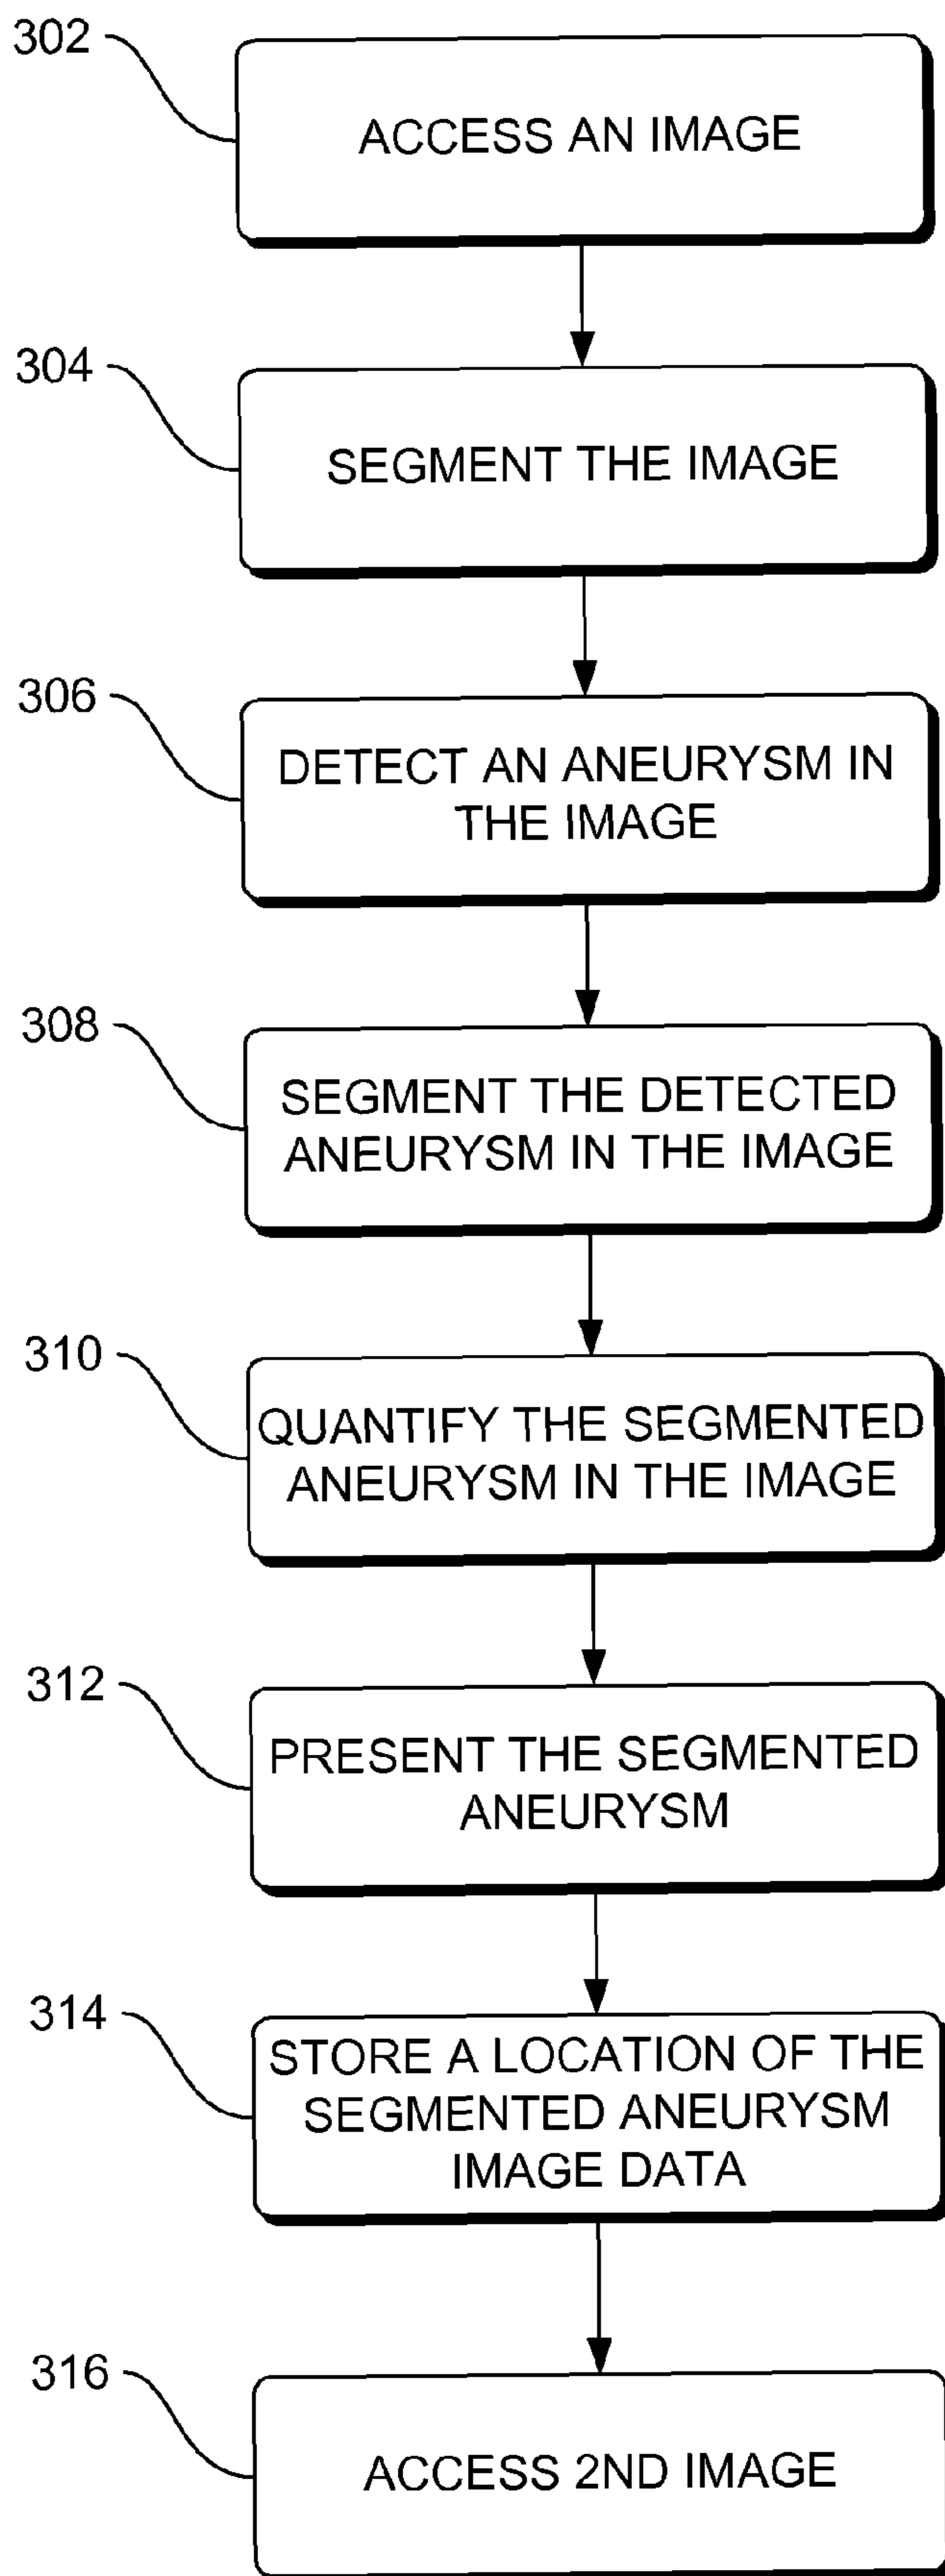 302
ACCESS AN IMAGE
304
SEGMENT THE IMAGE
306
DETECT AN ANEURYSM IN
THE IMAGE
308
SEGMENT THE DETECTED
ANEURYSM IN THE IMAGE
310
QUANTIFY THE SEGMENTED
ANEURYSM IN THE IMAGE
312
PRESENT THE SEGMENTED
ANEURYSM
314
STORE A LOCATION OF THE
SEGMENTED ANEURYSM
IMAGE DATA
316
ACCESS 2ND IMAGE